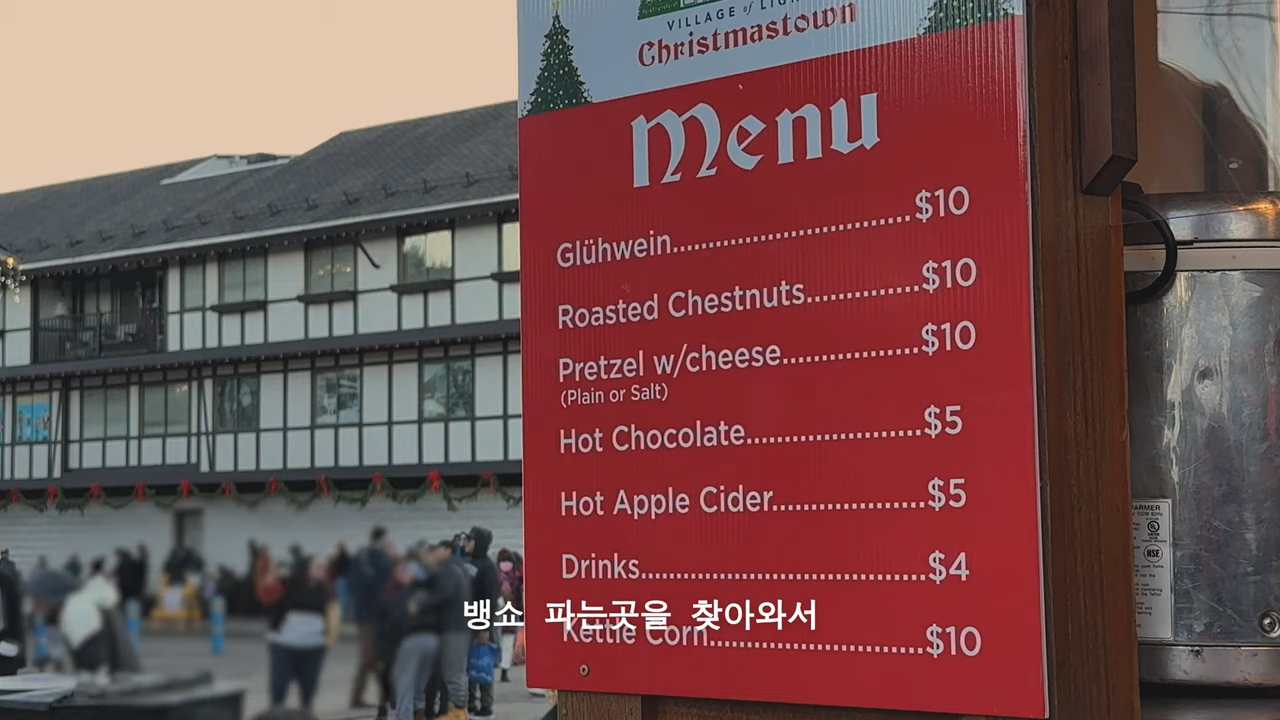 VILLAGE of LIGH
Christmastown
Menu
Glühwein $10
Roasted Chestnuts $10
Pretzel w/cheese $10
(Plain or Salt)
Hot Chocolate $5
Hot Apple Cider $5
Drinks $4
Kettle Corn $10
뱅쇼 파는곳을 찾아와서
WARMER
NSE